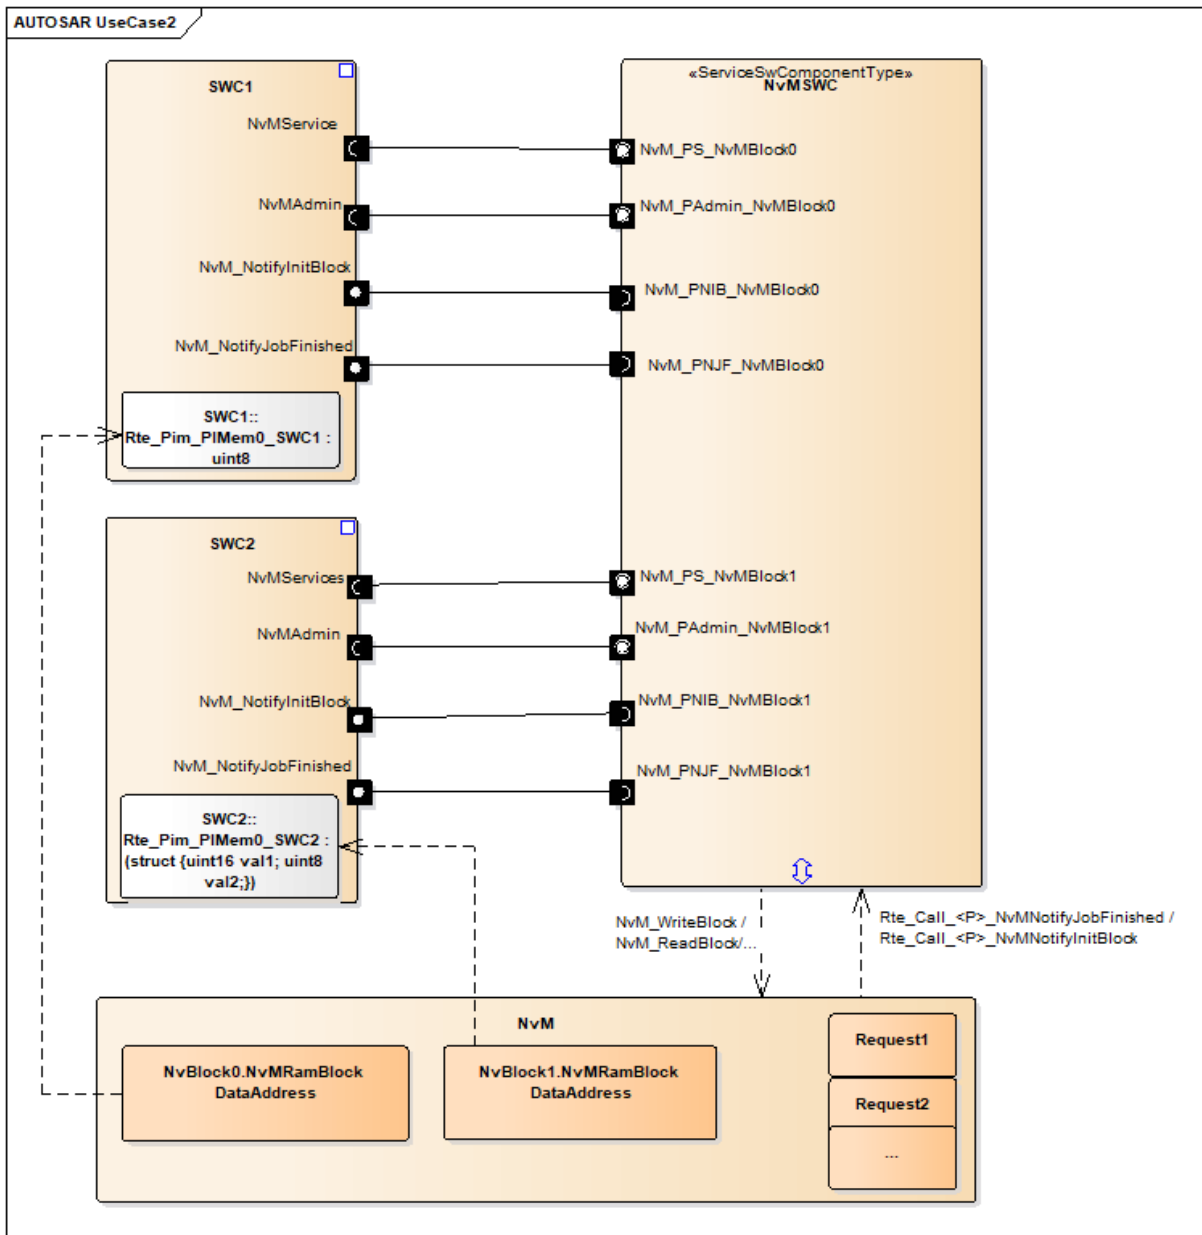 AUTOSAR UseCase2
SWC1
NvMService
NvMAdmin
NvM_NotifyInitBlock
NvM_NotifyJobFinished
SWC1::
Rte_Pim_PIMem0_SWC1 :
uint8
«ServiceSwComponentType»
NvMSWC
NvM_PS_NvMBlock0
NvM_PAdmin_NvMBlock0
NvM_PNIB_NvMBlock0
NvM_PNJF_NvMBlock0
SWC2
NvMServices
NvMAdmin
NvM_NotifyInitBlock
NvM_NotifyJobFinished
SWC2::
Rte_Pim_PIMem0_SWC2 :
(struct {uint16 val1; uint8
val2;})
NvM_PS_NvMBlock1
NvM_PAdmin_NvMBlock1
NvM_PNIB_NvMBlock1
NvM_PNJF_NvMBlock1
NvM_WriteBlock /
NvM_ReadBlock/...
Rte_Call_<P>_NvMNotifyJobFinished /
Rte_Call_<P>_NvMNotifyInitBlock
NvM
NvBlock0.NvMRamBlock
DataAddress
NvBlock1.NvMRamBlock
DataAddress
Request1
Request2
...